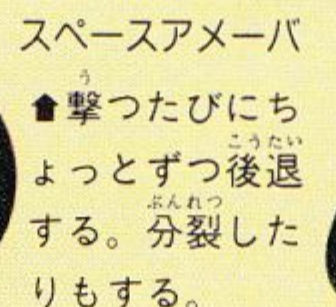 スペースアメーバ
⬆撃つたびにち
ょっとずつ後退
する。分裂した
りもする。